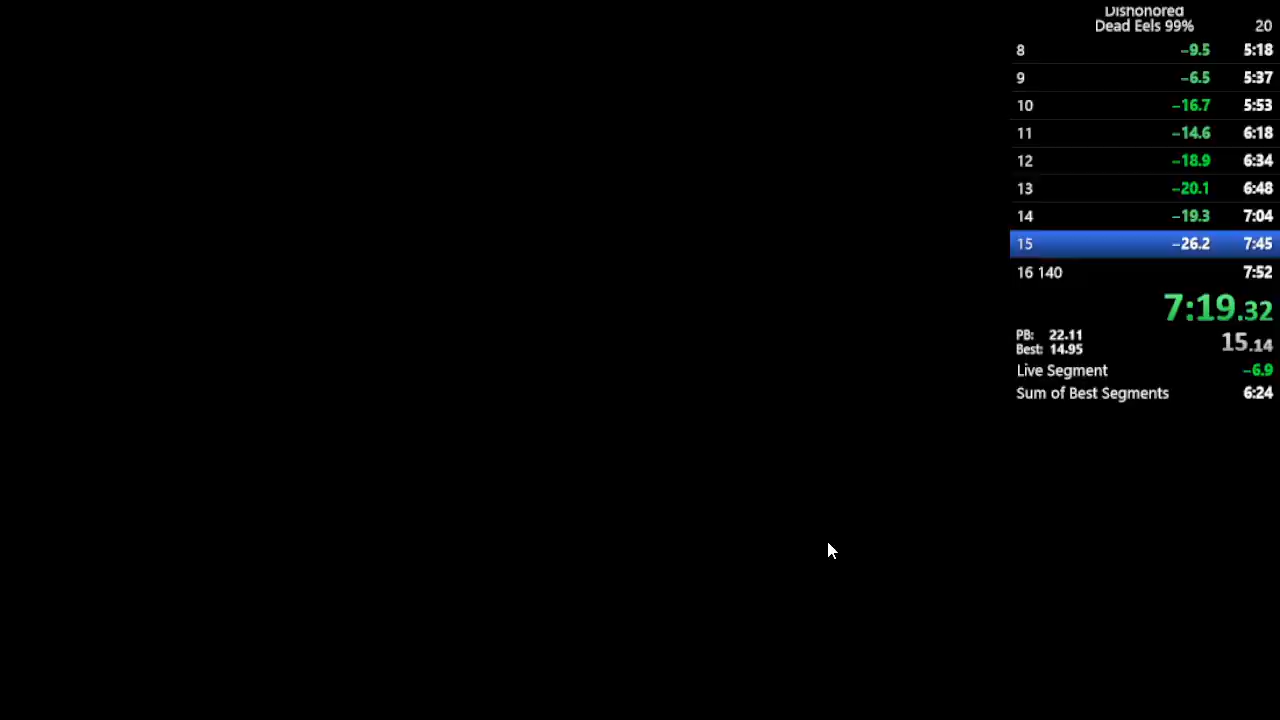 Dishonored
Dead Eels 99% 20
8 −9.5 5:18
9 −6.5 5:37
10 −16.7 5:53
11 −14.6 6:18
12 −18.9 6:34
13 −20.1 6:48
14 −19.3 7:04
15 −26.2 7:45
16 140 7:52
7:19.32
PB: 22.11
Best: 14.95
15.14
Live Segment −6.9
Sum of Best Segments 6:24